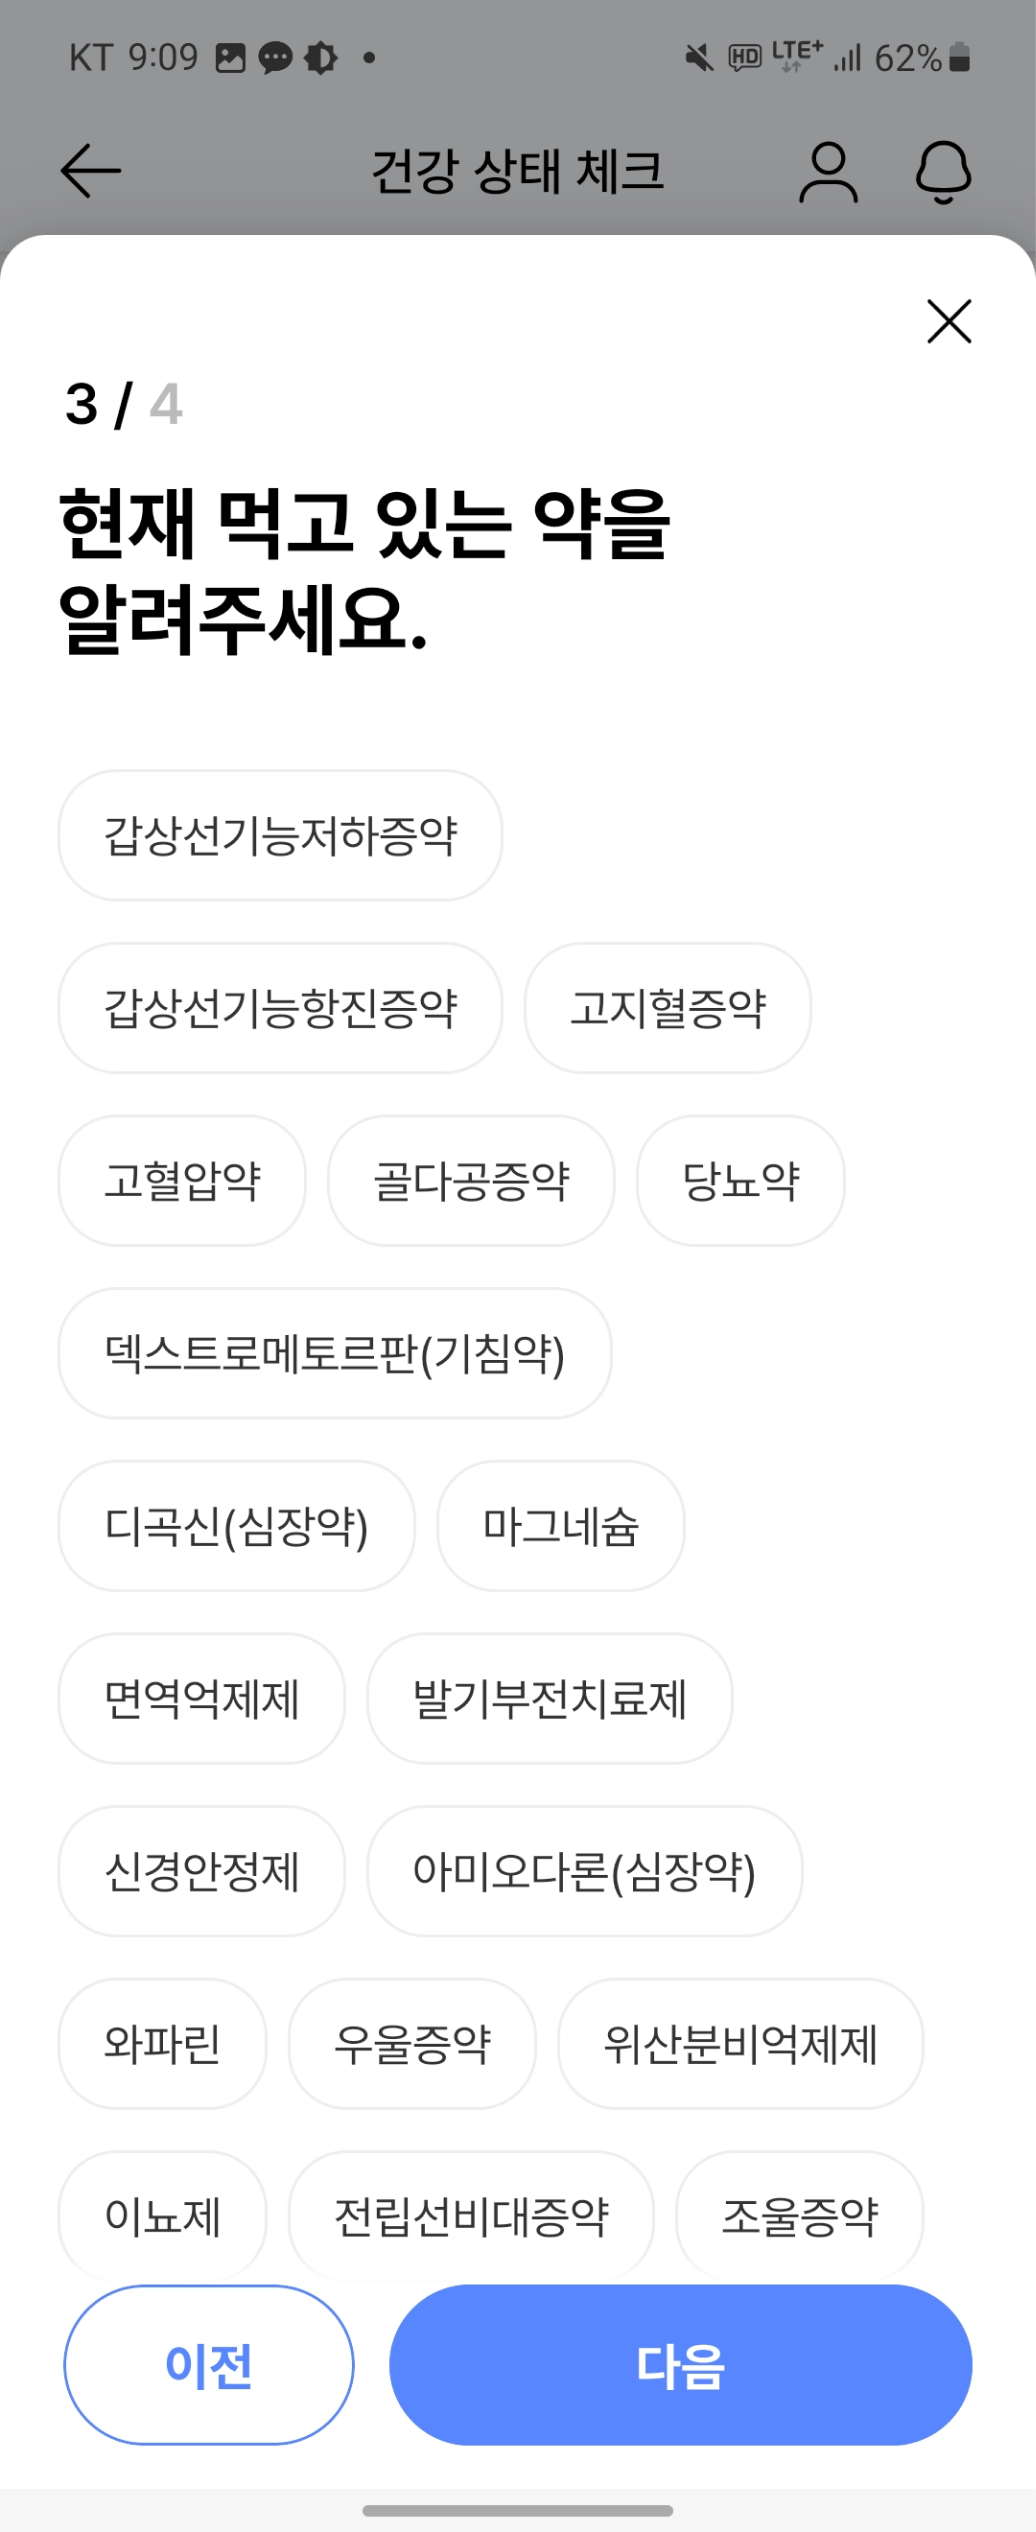 KT 9:09 HD LTE+ 62%
건강 상태 체크
3 / 4
현재 먹고 있는 약을
알려주세요.
갑상선기능저하증약
갑상선기능항진증약 고지혈증약
고혈압약 골다공증약 당뇨약
덱스트로메토르판(기침약)
디곡신(심장약) 마그네슘
면역억제제 발기부전치료제
신경안정제 아미오다론(심장약)
와파린 우울증약 위산분비억제제
이뇨제 전립선비대증약 조울증약
이전 다음